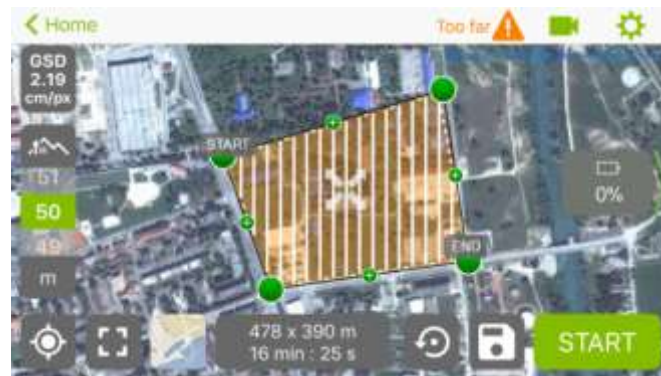 Home
Too far
GSD
2.19
cm/px
START
51
50
49
m
END
0%
478 x 390 m
16 min : 25 s
START